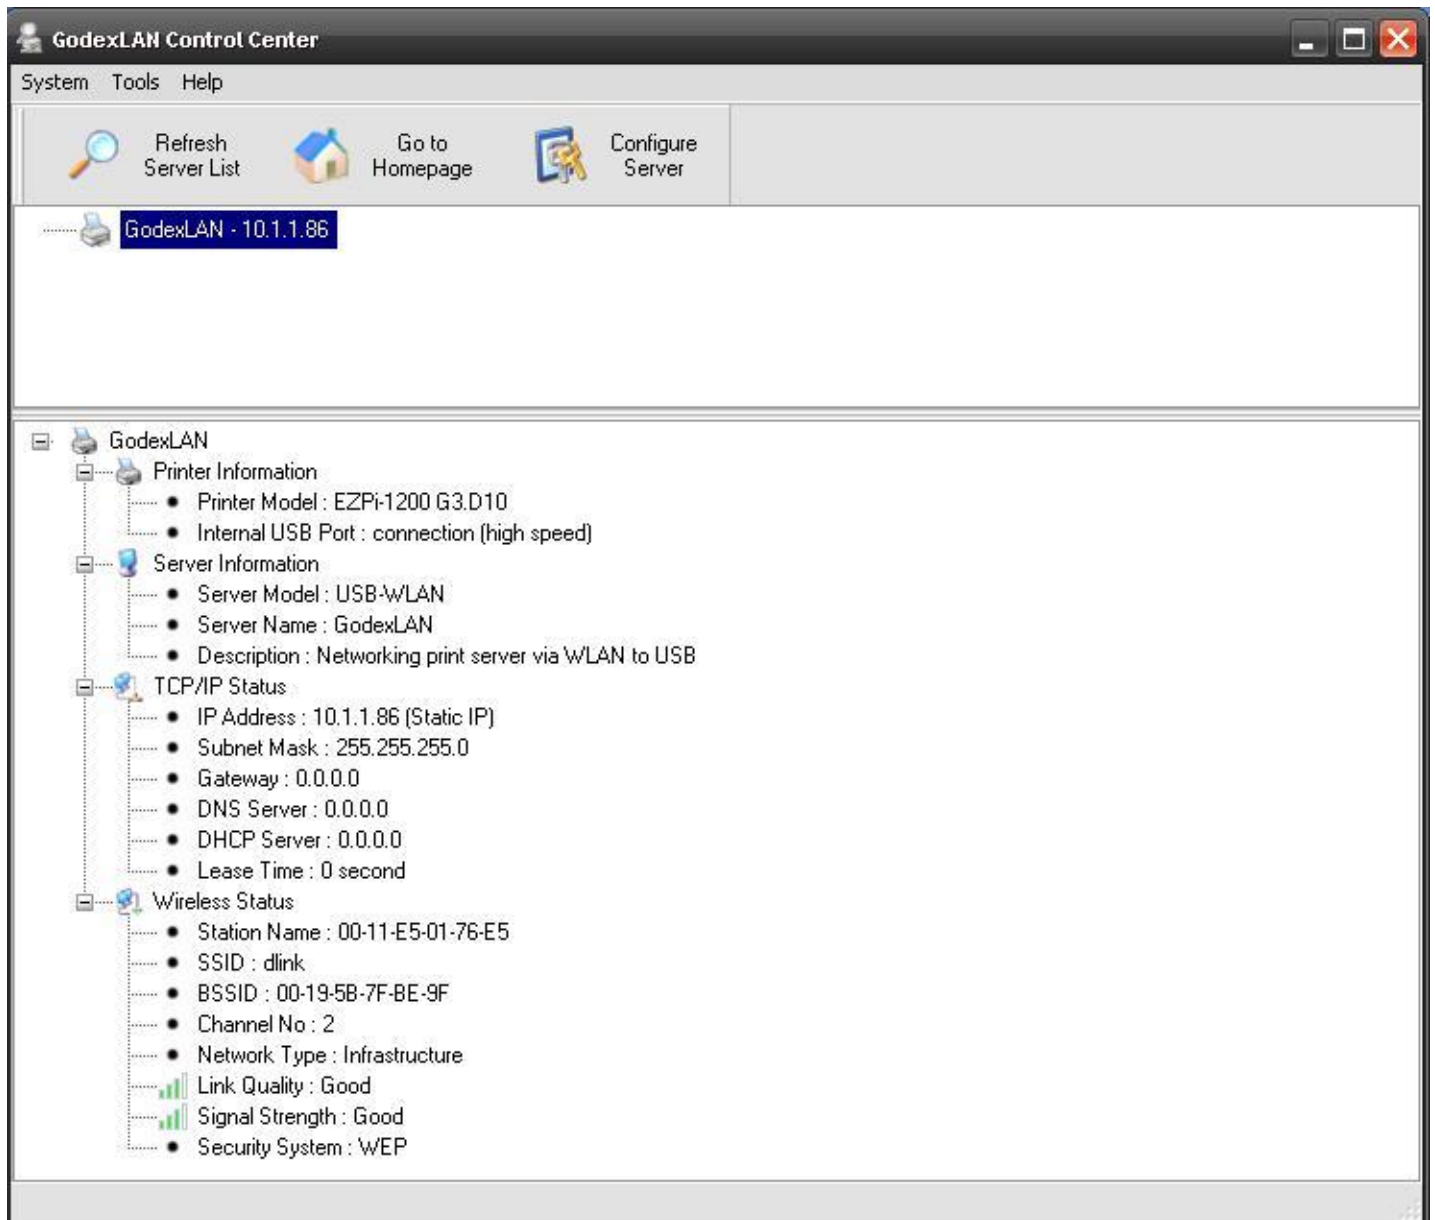 GodexLAN Control Center
System Tools Help
Refresh Server List
Go to Homepage
Configure Server
GodexLAN - 10.1.1.86
GodexLAN
Printer Information
Printer Model : EZPi-1200 G3.D10
Internal USB Port : connection (high speed)
Server Information
Server Model : USB-WLAN
Server Name : GodexLAN
Description : Networking print server via WLAN to USB
TCP/IP Status
IP Address : 10.1.1.86 (Static IP)
Subnet Mask : 255.255.255.0
Gateway : 0.0.0.0
DNS Server : 0.0.0.0
DHCP Server : 0.0.0.0
Lease Time : 0 second
Wireless Status
Station Name : 00-11-E5-01-76-E5
SSID : dlink
BSSID : 00-19-5B-7F-BE-9F
Channel No : 2
Network Type : Infrastructure
Link Quality : Good
Signal Strength : Good
Security System : WEP